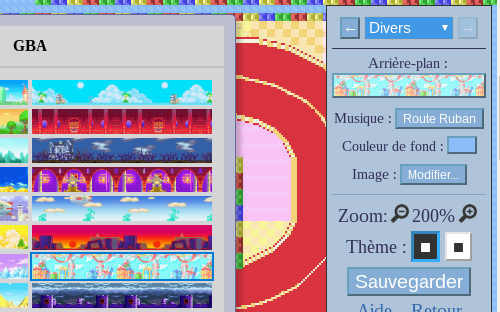 GBA
← Divers ▼ →
Arrière-plan :
Musique : Route Ruban
Couleur de fond :
Image : Modifier...
Zoom: 200%
Thème :
Sauvegarder
Aide Retour